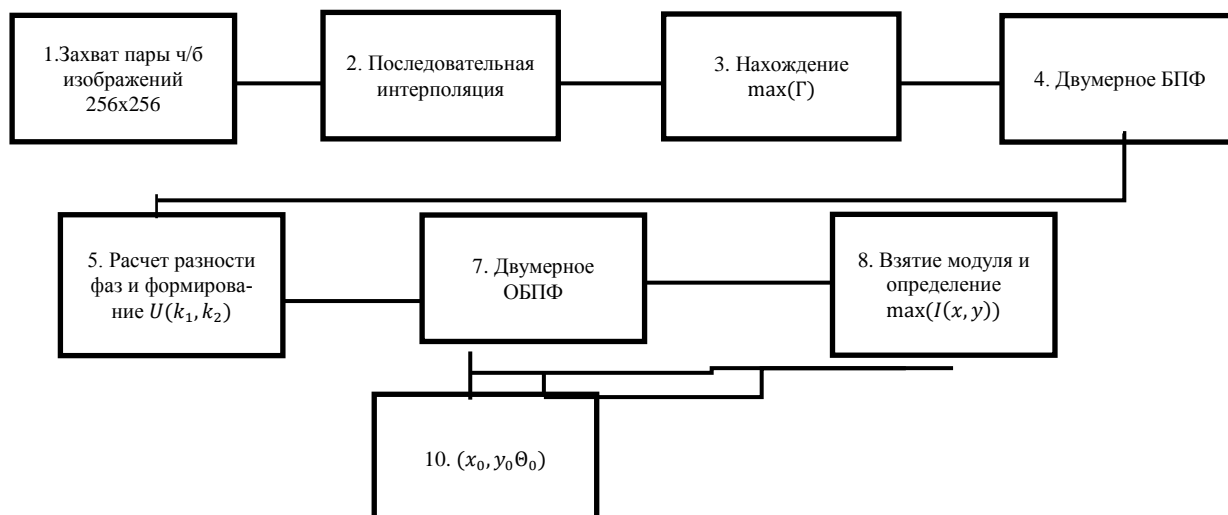 1.Захват пары ч/б
изображений
256x256
2. Последовательная
интерполяция
3. Нахождение
max(Γ)
4. Двумерное БПФ
5. Расчет разности
фаз и формирова-
ние U(k₁, k₂)
7. Двумерное
ОБПФ
8. Взятие модуля и
определение
max(I(x, y))
10. (x₀, y₀Θ₀)